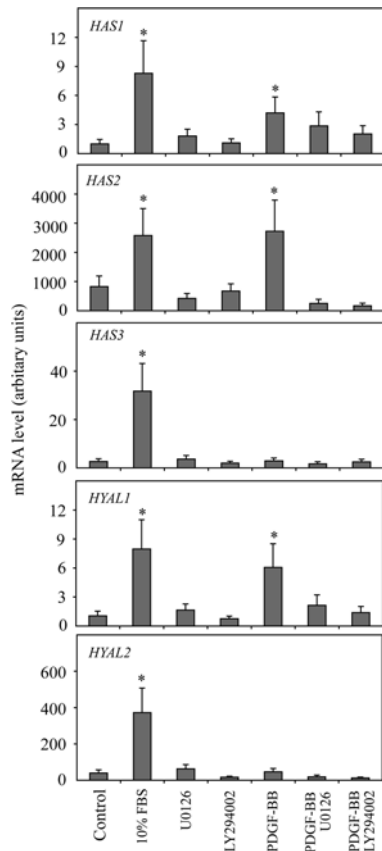 mRNA level (arbitary units)
HAS1
12
9
6
3
0
*
*
HAS2
4000
3000
2000
1000
0
*
*
HAS3
40
20
0
*
HYAL1
12
9
6
3
0
*
*
HYAL2
600
400
200
0
*
Control
10% FBS
U0126
LY294002
PDGF-BB
PDGF-BB
U0126
PDGF-BB
LY294002